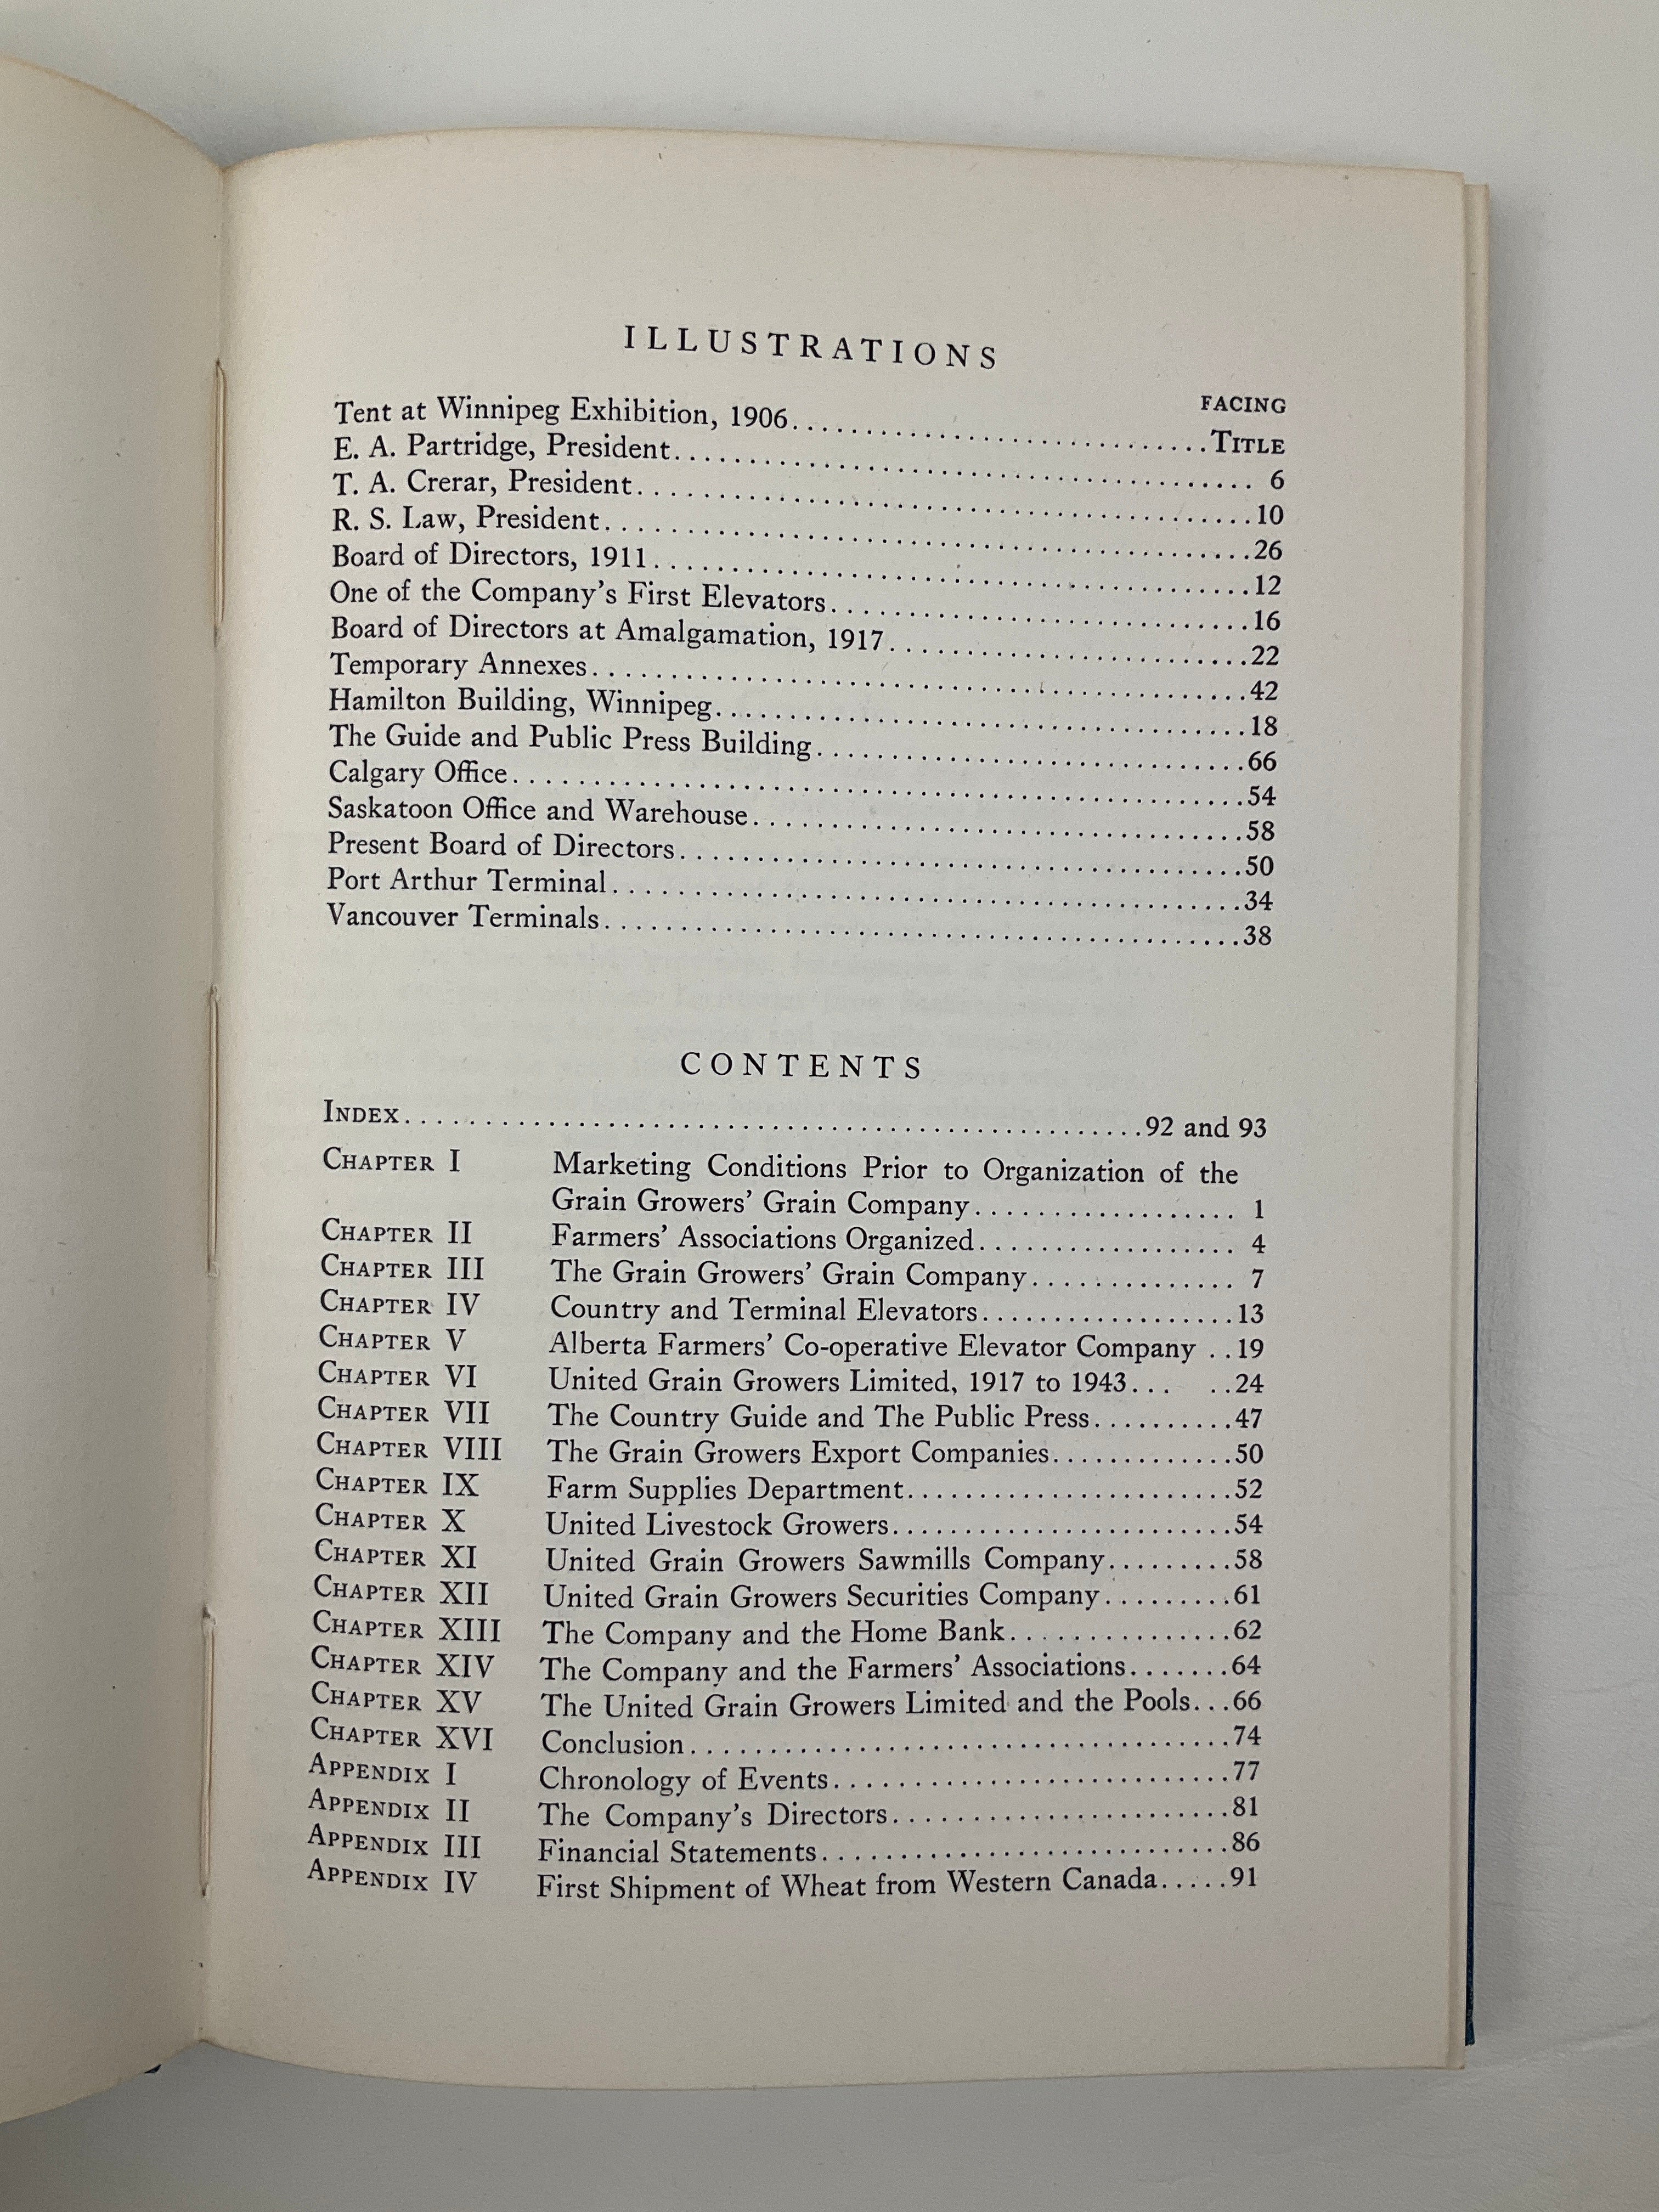 ILLUSTRATIONS
FACING
Tent at Winnipeg Exhibition, 1906........................................TITLE
E. A. Partridge, President.................................................... 6
T. A. Crerar, President........................................................10
R. S. Law, President............................................................26
Board of Directors, 1911......................................................12
One of the Company's First Elevators.....................................16
Board of Directors at Amalgamation, 1917..............................22
Temporary Annexes.............................................................42
Hamilton Building, Winnipeg................................................18
The Guide and Public Press Building.......................................66
Calgary Office....................................................................54
Saskatoon Office and Warehouse...........................................58
Present Board of Directors....................................................50
Port Arthur Terminal...........................................................34
Vancouver Terminals............................................................38
CONTENTS
INDEX..............................................................92 and 93
CHAPTER I Marketing Conditions Prior to Organization of the
Grain Growers' Grain Company................... 1
CHAPTER II Farmers' Associations Organized................... 4
CHAPTER III The Grain Growers' Grain Company............... 7
CHAPTER IV Country and Terminal Elevators...................13
CHAPTER V Alberta Farmers' Co-operative Elevator Company ..19
CHAPTER VI United Grain Growers Limited, 1917 to 1943... ..24
CHAPTER VII The Country Guide and The Public Press..........47
CHAPTER VIII The Grain Growers Export Companies.............50
CHAPTER IX Farm Supplies Department........................52
CHAPTER X United Livestock Growers.........................54
CHAPTER XI United Grain Growers Sawmills Company.........58
CHAPTER XII United Grain Growers Securities Company.........61
CHAPTER XIII The Company and the Home Bank................62
CHAPTER XIV The Company and the Farmers' Associations.......64
CHAPTER XV The United Grain Growers Limited and the Pools...66
CHAPTER XVI Conclusion......................................74
APPENDIX I Chronology of Events.............................77
APPENDIX II The Company's Directors.........................81
APPENDIX III Financial Statements..............................86
APPENDIX IV First Shipment of Wheat from Western Canada.....91